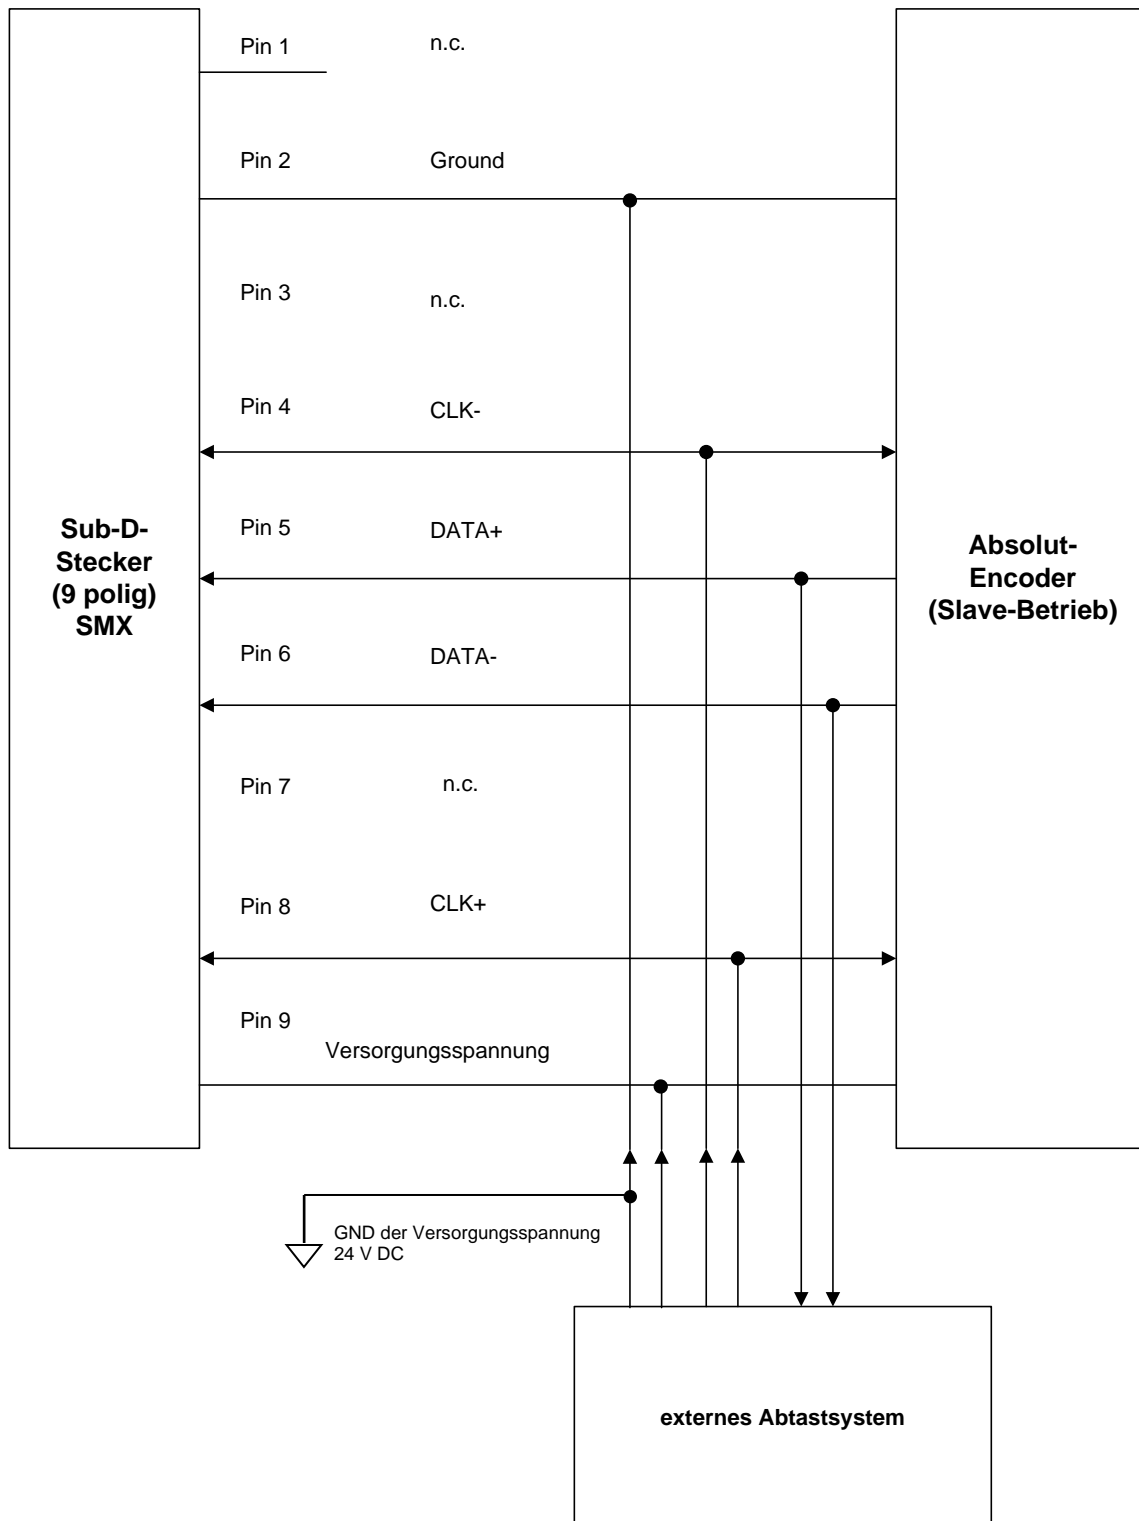 Pin 1
n.c.
Pin 2
Ground
Pin 3
n.c.
Pin 4
CLK-
Sub-D-
Stecker
(9 polig)
SMX
Pin 5
DATA+
Absolut-
Encoder
(Slave-Betrieb)
Pin 6
DATA-
Pin 7
n.c.
Pin 8
CLK+
Pin 9
Versorgungsspannung
GND der Versorgungsspannung
24 V DC
externes Abtastsystem